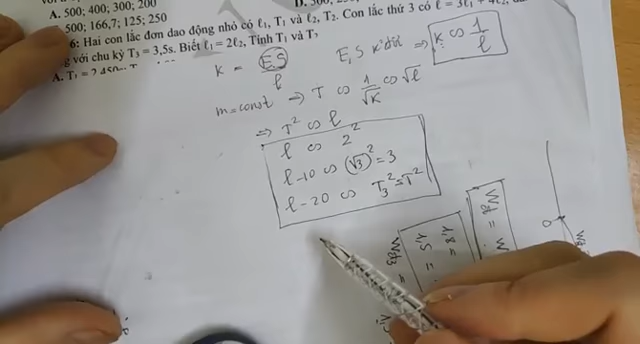 A. 500; 400; 300; 200
500; 166,7; 125; 250
6: Hai con lắc đơn dao động nhỏ có ℓ₁, T₁ và ℓ₂, T₂. Con lắc thứ 3 có ℓ = 3ℓ₁ + 4ℓ₂,
g với chu kỳ T₃ = 3,5s. Biết ℓ₁ = 2ℓ₂, Tính T₁ và T₂
A. T₁ =
K = E.S / ℓ
E, S K đổi ⇒ K ∞ 1/ℓ
m=const ⇒ T ∞ 1/√K ∞ √ℓ
⇒ T² ∞ ℓ
ℓ ∞ 2²
ℓ-10 ∞ (√3)² = 3
ℓ-20 ∞ T₃² = T²
Wđ = W
1,8 =
1,5 =
Wđ3 =
O